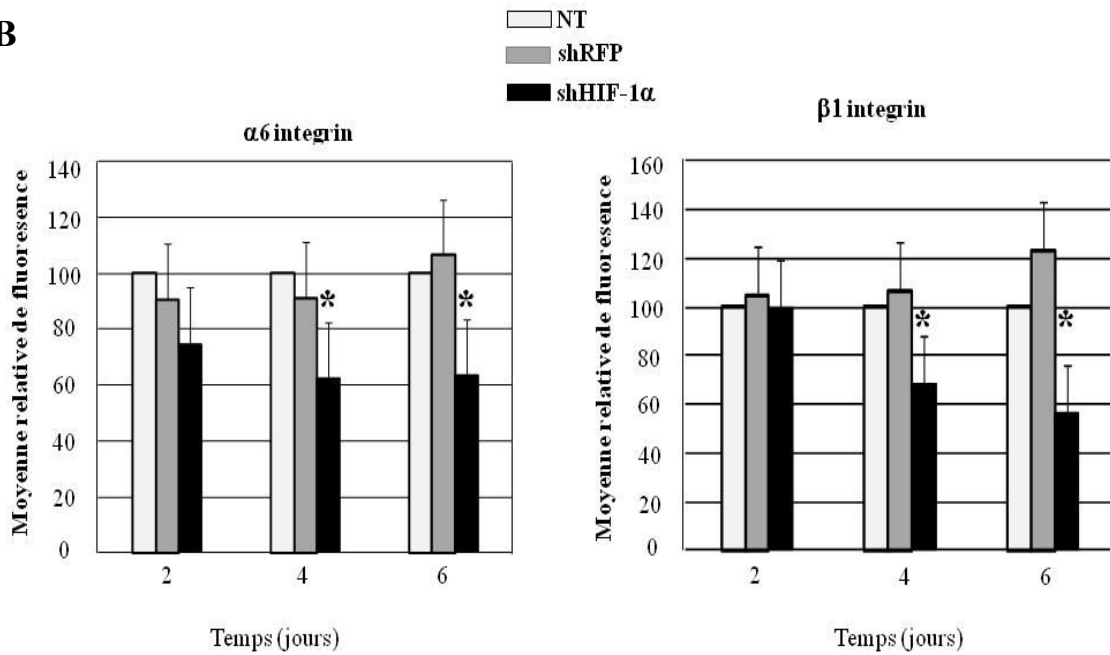 B
NT
shRFP
shHIF-1α
α6 integrin
Moyenne relative de fluoresence
140
120
100
80
60
40
20
0
*
*
2 4 6
Temps (jours)
β1 integrin
Moyenne relative de fluoresence
160
140
120
100
80
60
40
20
0
*
*
2 4 6
Temps (jours)